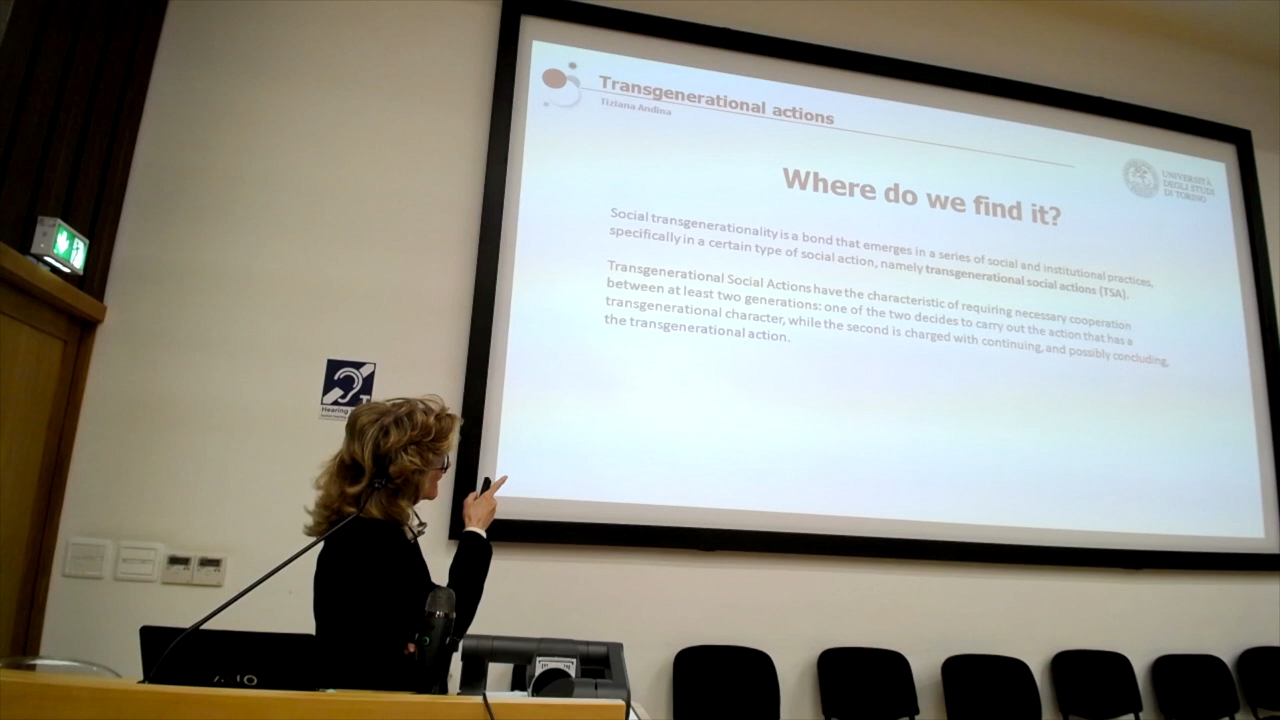 Transgenerational actions
Tiziana Andina
UNIVERSITÀ
DEGLI STUDI
DI TORINO
Where do we find it?
Social transgenerationality is a bond that emerges in a series of social and institutional practices,
specifically in a certain type of social action, namely transgenerational social actions (TSA).
Transgenerational Social Actions have the characteristic of requiring necessary cooperation
between at least two generations: one of the two decides to carry out the action that has a
transgenerational character, while the second is charged with continuing, and possibly concluding,
the transgenerational action.
T
Hearing